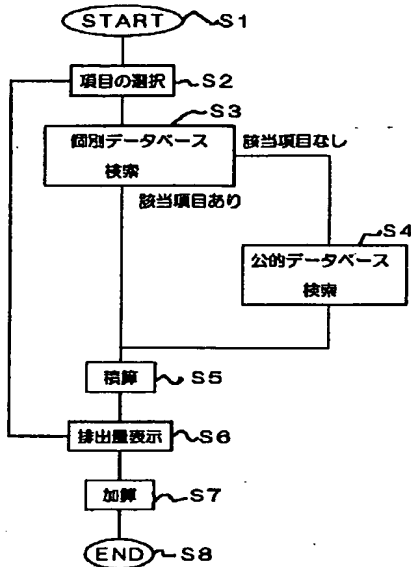 START S1
項目の選択 S2
S3
個別データベース
検索
該当項目なし
該当項目あり
S4
公的データベース
検索
積算 S5
排出量表示 S6
加算 S7
END S8